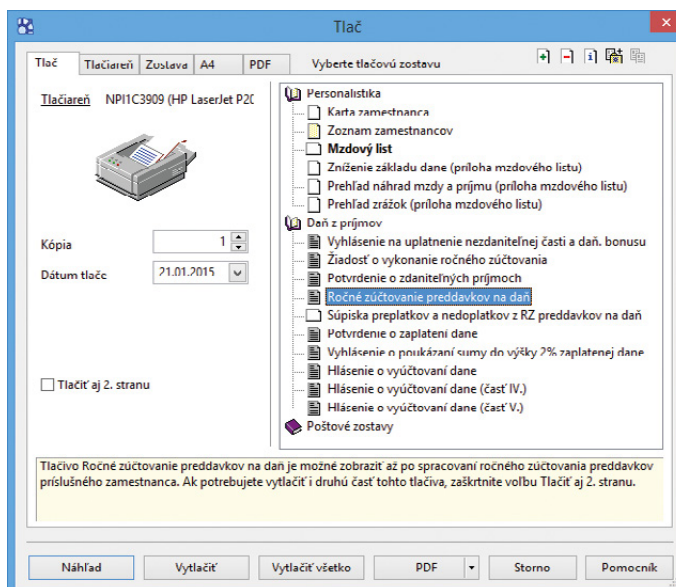 Tlač
Tlač Tlačiareň Zostava A4 PDF Vyberte tlačovú zostavu
Tlačiareň NPI1C3909 (HP LaserJet P20
Kópia 1
Dátum tlače 21.01.2015
Tlačiť aj 2. stranu
Personalistika
Karta zamestnanca
Zoznam zamestnancov
Mzdový list
Zníženie základu dane (príloha mzdového listu)
Prehľad náhrad mzdy a príjmu (príloha mzdového listu)
Prehľad zrážok (príloha mzdového listu)
Daň z príjmov
Vyhlásenie na uplatnenie nezdaniteľnej časti a daň. bonusu
Žiadosť o vykonanie ročného zúčtovania
Potvrdenie o zdaniteľných príjmoch
Ročné zúčtovanie preddavkov na daň
Súpiska preplatkov a nedoplatkov z RZ preddavkov na daň
Potvrdenie o zaplatení dane
Vyhlásenie o poukázaní sumy do výšky 2% zaplatenej dane
Hlásenie o vyúčtovaní dane
Hlásenie o vyúčtovaní dane (časť IV.)
Hlásenie o vyúčtovaní dane (časť V.)
Poštové zostavy
Tlačivo Ročné zúčtovanie preddavkov na daň je možné zobraziť až po spracovaní ročného zúčtovania preddavkov
príslušného zamestnanca. Ak potrebujete vytlačiť i druhú časť tohto tlačiva, zaškrtnite voľbu Tlačiť aj 2. stranu.
Náhľad Vytlačiť Vytlačiť všetko PDF Storno Pomocník